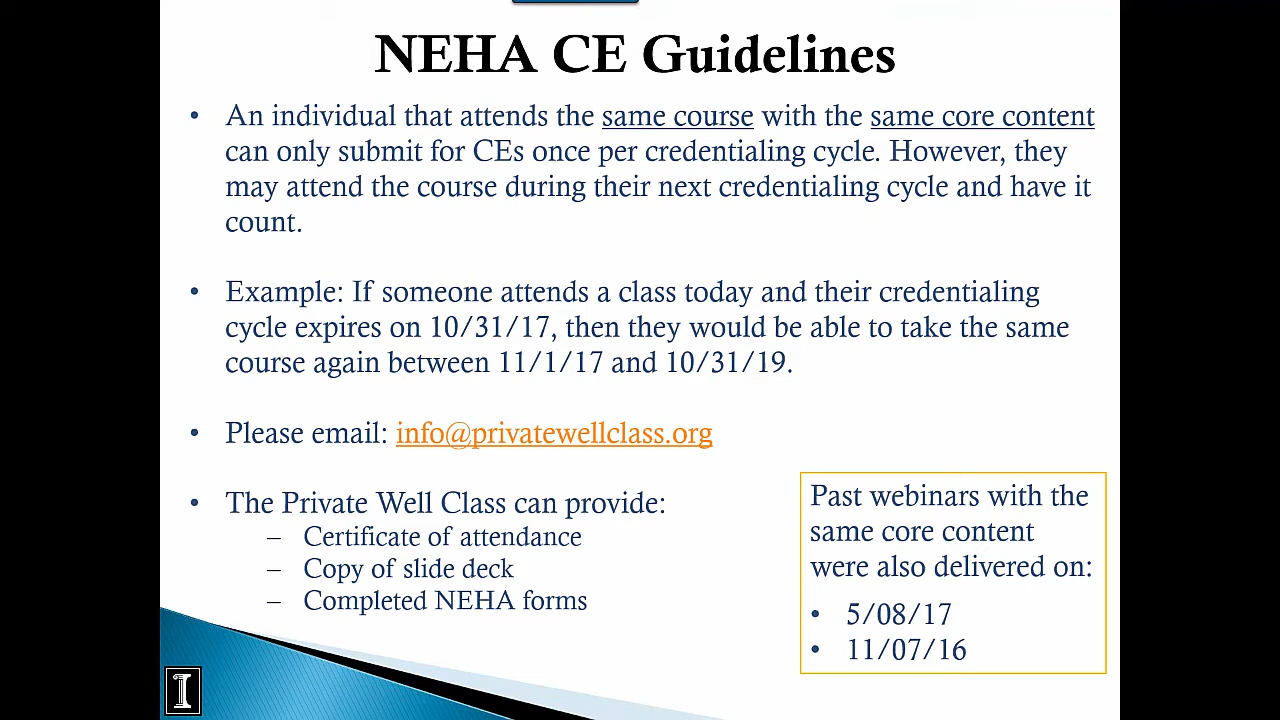 NEHA CE Guidelines
• An individual that attends the same course with the same core content
can only submit for CEs once per credentialing cycle. However, they
may attend the course during their next credentialing cycle and have it
count.
• Example: If someone attends a class today and their credentialing
cycle expires on 10/31/17, then they would be able to take the same
course again between 11/1/17 and 10/31/19.
• Please email: info@privatewellclass.org
• The Private Well Class can provide:
– Certificate of attendance
– Copy of slide deck
– Completed NEHA forms
Past webinars with the
same core content
were also delivered on:
• 5/08/17
• 11/07/16
I